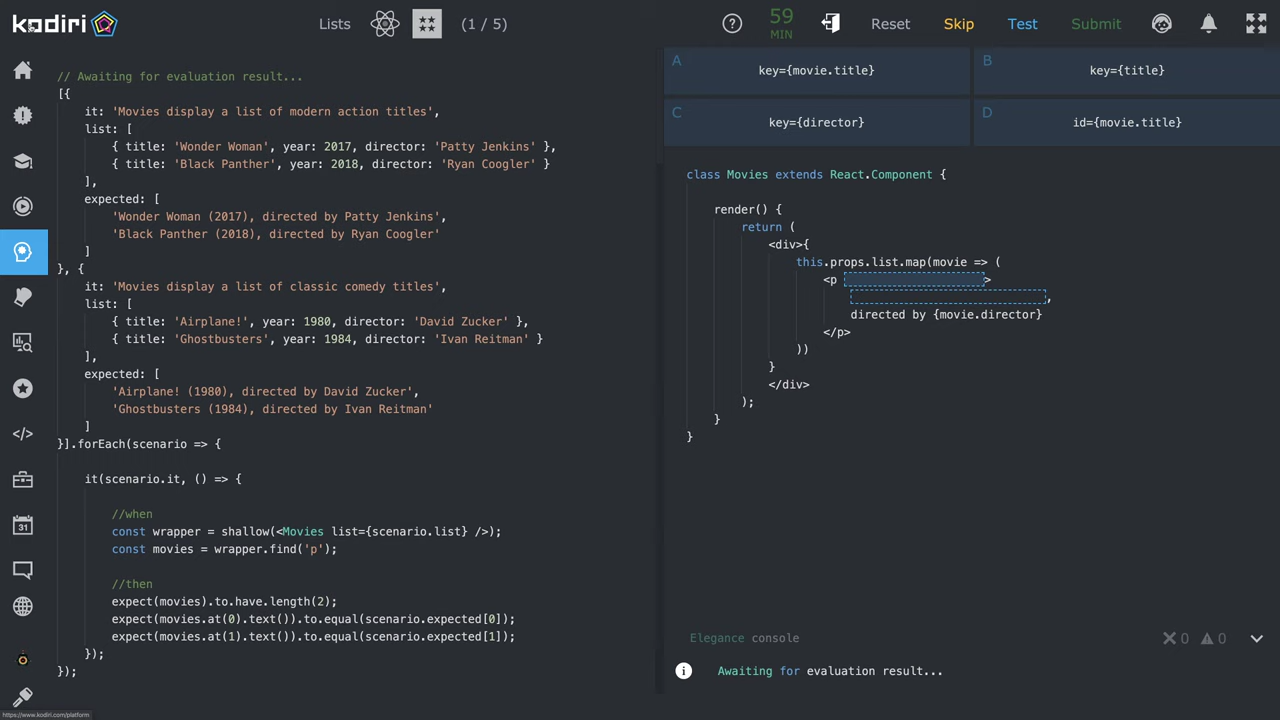 kodiri
Lists
(1 / 5)
59
MIN
Reset
Skip
Test
Submit
// Awaiting for evaluation result...
[{
it: 'Movies display a list of modern action titles',
list: [
{ title: 'Wonder Woman', year: 2017, director: 'Patty Jenkins' },
{ title: 'Black Panther', year: 2018, director: 'Ryan Coogler' }
],
expected: [
'Wonder Woman (2017), directed by Patty Jenkins',
'Black Panther (2018), directed by Ryan Coogler'
]
}, {
it: 'Movies display a list of classic comedy titles',
list: [
{ title: 'Airplane!', year: 1980, director: 'David Zucker' },
{ title: 'Ghostbusters', year: 1984, director: 'Ivan Reitman' }
],
expected: [
'Airplane! (1980), directed by David Zucker',
'Ghostbusters (1984), directed by Ivan Reitman'
]
}].forEach(scenario => {
it(scenario.it, () => {
//when
const wrapper = shallow(<Movies list={scenario.list} />);
const movies = wrapper.find('p');
//then
expect(movies).to.have.length(2);
expect(movies.at(0).text()).to.equal(scenario.expected[0]);
expect(movies.at(1).text()).to.equal(scenario.expected[1]);
});
});
31
</>
https://www.kodiri.com/platform
A
key={movie.title}
B
key={title}
C
key={director}
D
id={movie.title}
class Movies extends React.Component {
render() {
return (
<div>{
this.props.list.map(movie => (
<p >
,
directed by {movie.director}
</p>
))
}
</div>
);
}
}
Elegance console
0
0
Awaiting for evaluation result...